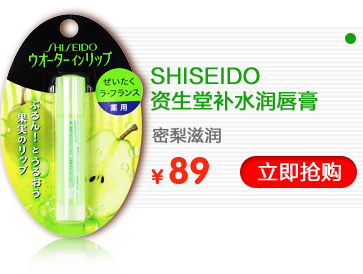 SHISEIDO
ウオーターインリップ
ぜいたく
ラ・フランス
薬用
ぷるん!とうるおう
果実のリップ
SHISEIDO
资生堂补水润唇膏
密梨滋润
¥89
立即抢购